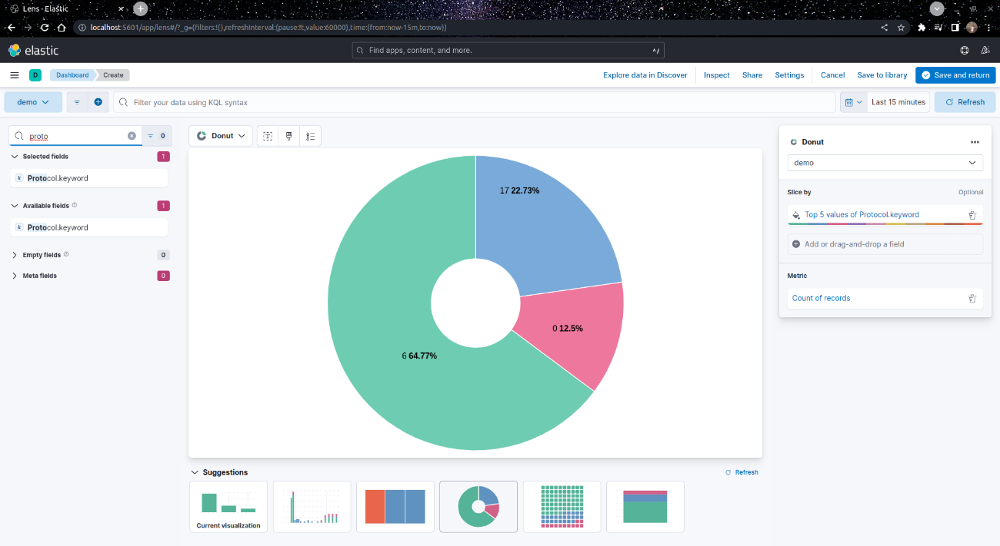 Lens - Elastic
localhost:5601/app/lens#/?_g=(filters:!(),refreshInterval:(pause:!t,value:60000),time:(from:now-15m,to:now))
elastic
Find apps, content, and more.
^/
D
Dashboard
Create
Explore data in Discover
Inspect
Share
Settings
Cancel
Save to library
Save and return
demo
Filter your data using KQL syntax
Last 15 minutes
Refresh
proto
0
Selected fields
1
k Protocol.keyword
Available fields
1
k Protocol.keyword
Empty fields
0
Meta fields
0
Donut
17 22.73%
0 12.5%
6 64.77%
Suggestions
Refresh
Current visualization
Donut
demo
Slice by
Optional
Top 5 values of Protocol.keyword
Add or drag-and-drop a field
Metric
Count of records